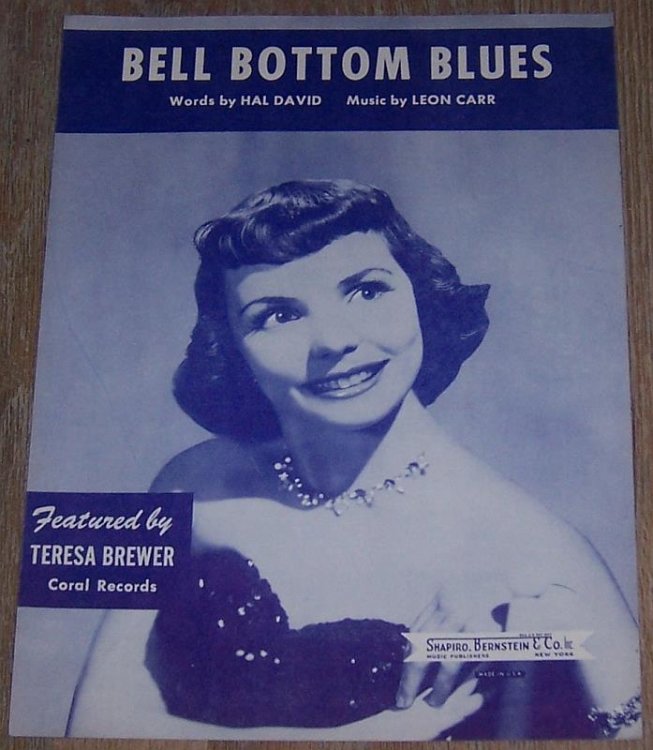 BELL BOTTOM BLUES
Words by HAL DAVID Music by LEON CARR
Featured by
TERESA BREWER
Coral Records
SHAPIRO, BERNSTEIN & CO. INC.
MUSIC PUBLISHERS NEW YORK
MADE IN U.S.A.